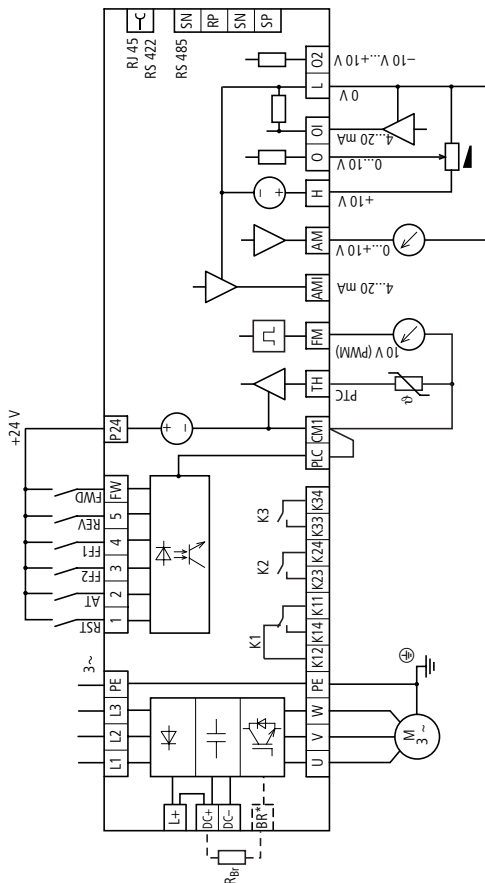 RJ 45
RS 422
RS 485
SN
RP
SN
SP
+24 V
P24
FWD
REV
FF1
FF2
AT
RST
FW
5
4
3
2
1
3~
PE
L3
L2
L1
L+
DC+
DC–
BR*
RBr
O2
L
OI
O
H
AM
AMI
FM
TH
CM1
PLC
–10 V...+10 V
0 V
4...20 mA
0...10 V
+10 V
0...+10 V
4...20 mA
10 V (PWM)
PTC
ϑ
+
–
+
–
K3
K2
K1
K34
K33
K24
K23
K11
K14
K12
PE
W
V
U
M
3 ~